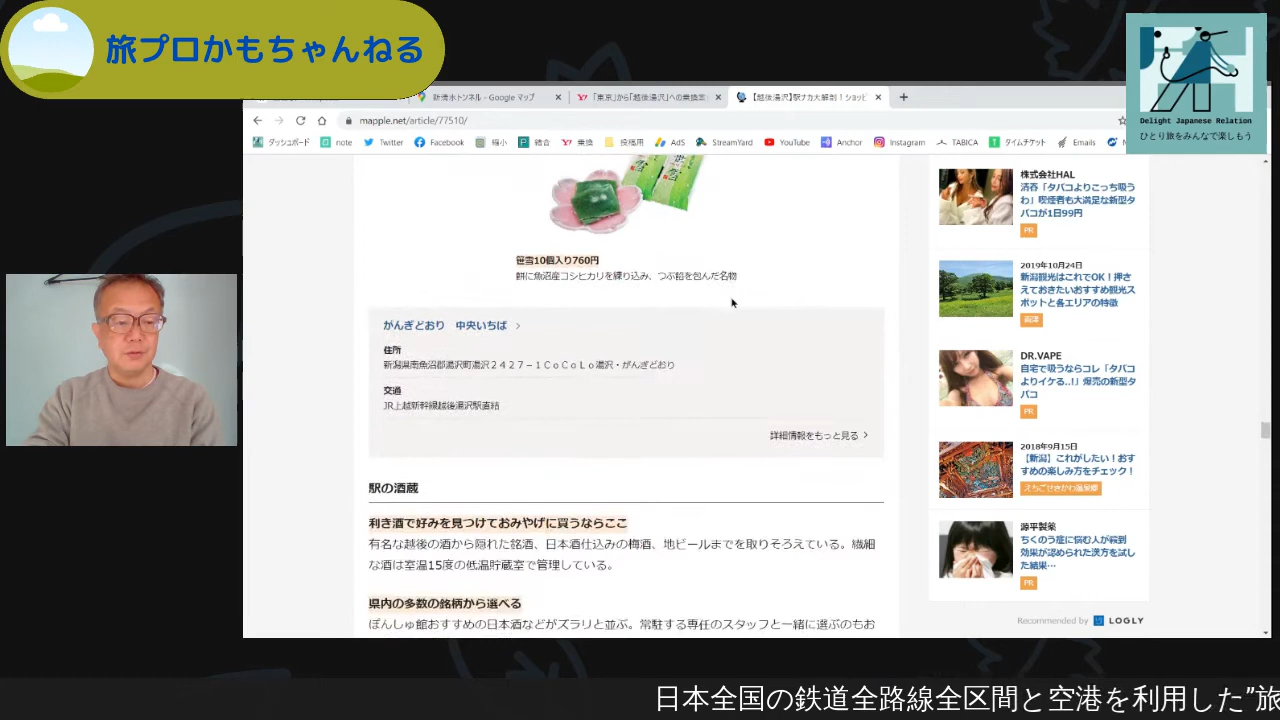 旅プロかもちゃんねる
Delight Japanese Relation
ひとり旅をみんなで楽しもう
新清水トンネル - Google マップ
「東京」から「越後湯沢」への乗換案
【越後湯沢】駅ナカ大解剖！ショッピ
mapple.net/article/77510/
ダッシュボード
note
Twitter
Facebook
縮小
結合
乗換
投稿用
AdS
StreamYard
YouTube
Anchor
Instagram
TABICA
タイムチケット
Emails
笹雪10個入り760円
餅に魚沼産コシヒカリを練り込み、つぶ餡を包んだ名物
がんぎどおり　中央いちば
住所
新潟県南魚沼郡湯沢町湯沢２４２７－１ＣｏＣｏＬｏ湯沢・がんぎどおり
交通
JR上越新幹線越後湯沢駅直結
詳細情報をもっと見る
駅の酒蔵
利き酒で好みを見つけておみやげに買うならここ
有名な越後の酒から隠れた銘酒、日本酒仕込みの梅酒、地ビールまでを取りそろえている。繊細
な酒は室温15度の低温貯蔵室で管理している。
県内の多数の銘柄から選べる
ぽんしゅ館おすすめの日本酒などがズラリと並ぶ。常駐する専任のスタッフと一緒に選ぶのもお
株式会社HAL
清春「タバコよりこっち吸う
わ」喫煙者も大満足な新型タ
バコが1日99円
PR
2019年10月24日
新潟観光はこれでOK！押さ
えておきたいおすすめ観光ス
ポットと各エリアの特徴
DR.VAPE
自宅で吸うならコレ「タバコ
よりイケる..!」爆売の新型タ
バコ
PR
2018年9月15日
【新潟】これがしたい！おす
すめの楽しみ方をチェック！
えちごせきかわ温泉郷
源平製薬
ちくのう症に悩む人が殺到
効果が認められた漢方を試し
た結果…
PR
Recommended by LOGLY
日本全国の鉄道全路線全区間と空港を利用した”旅